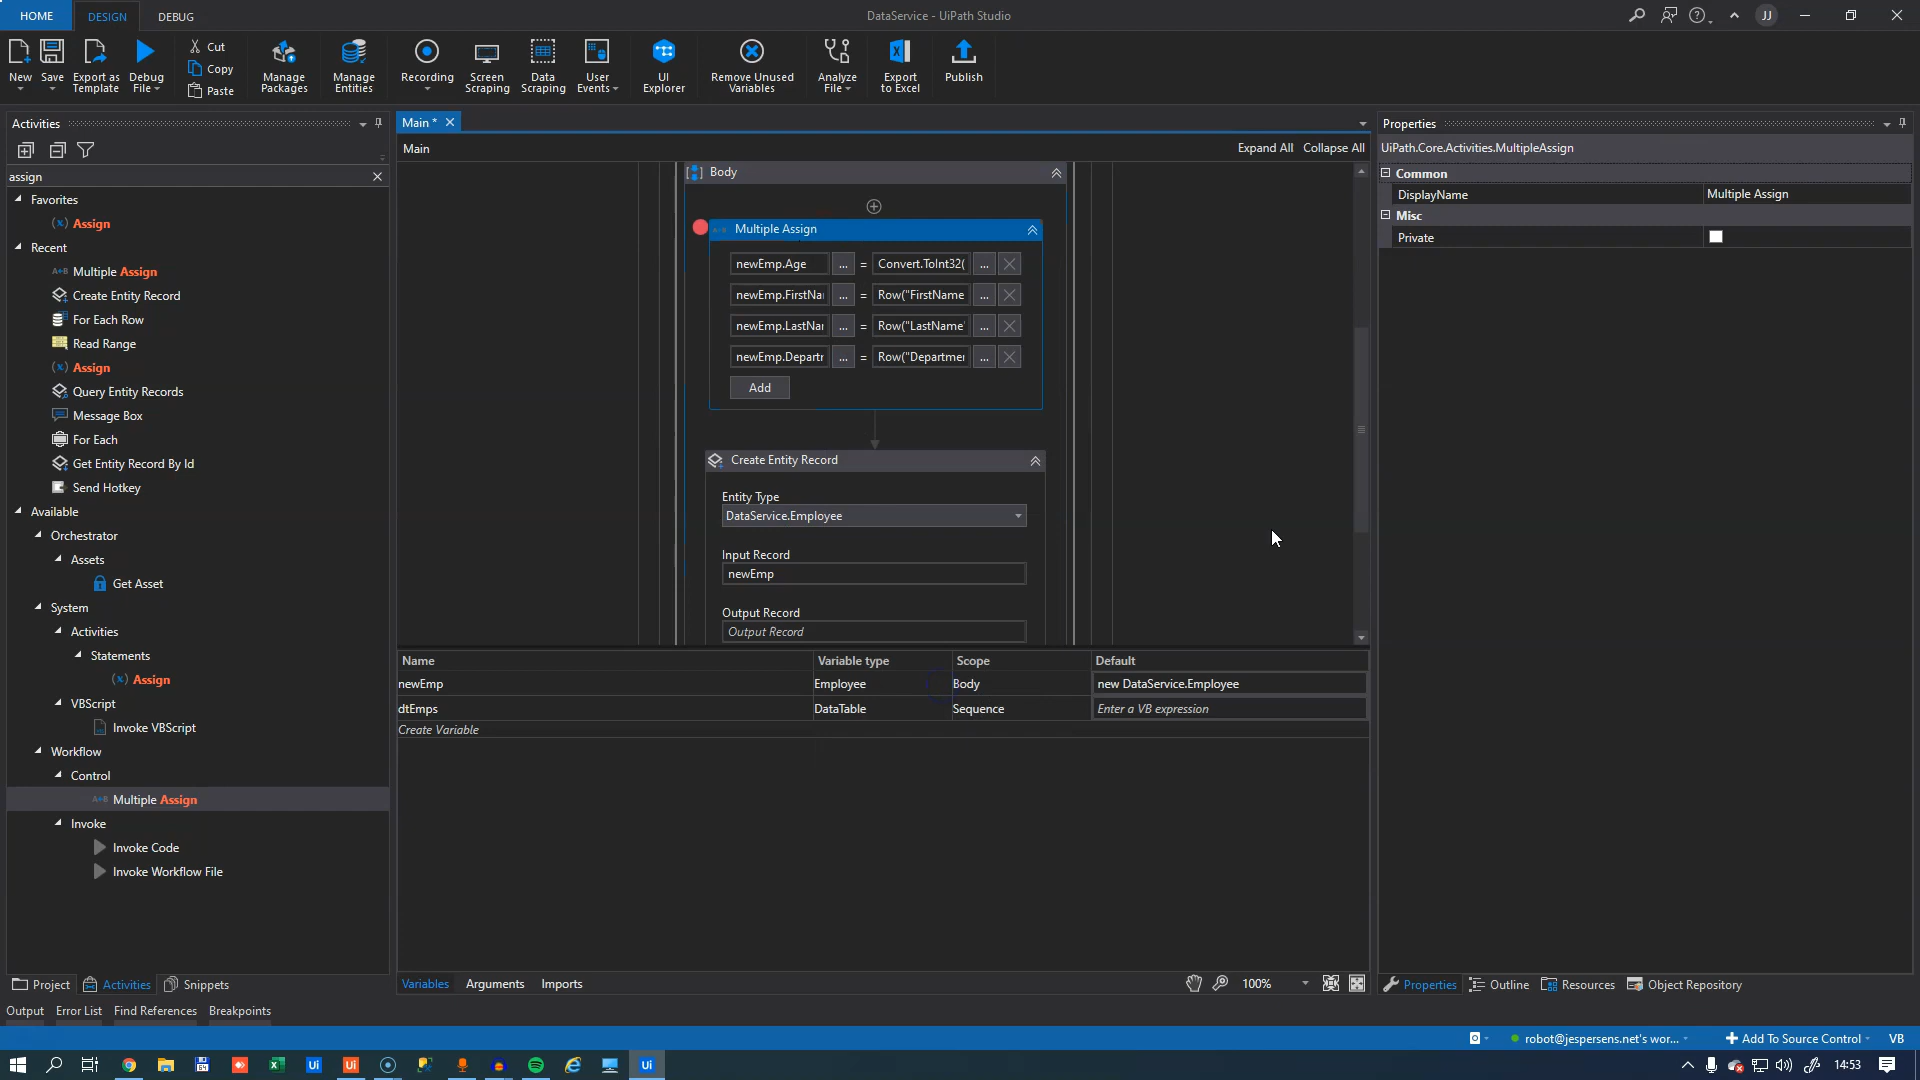 HOME
DESIGN
DEBUG
DataService - UiPath Studio
JJ
New
Save
Export as
Template
Debug
File
Cut
Copy
Paste
Manage
Packages
Manage
Entities
Recording
Screen
Scraping
Data
Scraping
User
Events
UI
Explorer
Remove Unused
Variables
Analyze
File
Export
to Excel
Publish
Activities
assign
Favorites
Assign
Recent
Multiple Assign
Create Entity Record
For Each Row
Read Range
Assign
Query Entity Records
Message Box
For Each
Get Entity Record By Id
Send Hotkey
Available
Orchestrator
Assets
Get Asset
System
Activities
Statements
Assign
VBScript
Invoke VBScript
Workflow
Control
Multiple Assign
Invoke
Invoke Code
Invoke Workflow File
Project
Activities
Snippets
Main *
Main
Expand All
Collapse All
Body
A+B Multiple Assign
newEmp.Age ... = Convert.ToInt32( ...
newEmp.FirstNa ... = Row("FirstName ...
newEmp.LastNar ... = Row("LastName' ...
newEmp.Departr ... = Row("Departmer ...
Add
Create Entity Record
Entity Type
DataService.Employee
Input Record
newEmp
Output Record
Output Record
Name Variable type Scope Default
newEmp Employee Body new DataService.Employee
dtEmps DataTable Sequence Enter a VB expression
Create Variable
Variables
Arguments
Imports
100%
Properties
UiPath.Core.Activities.MultipleAssign
Common
DisplayName Multiple Assign
Misc
Private
Properties
Outline
Resources
Object Repository
Output
Error List
Find References
Breakpoints
robot@jespersens.net's wor...
Add To Source Control
VB
64
Ui
Ui
Ui
14:53